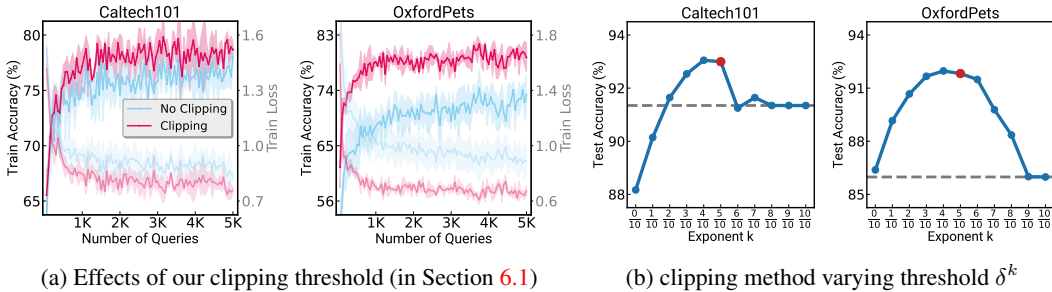 Caltech101
OxfordPets
Caltech101
OxfordPets
Train Accuracy (%)
80
75
70
65
No Clipping
Clipping
1K 2K 3K 4K 5K
Number of Queries
1.6
1.3
1.0
0.7
Train Loss
Train Accuracy (%)
83
74
65
56
1K 2K 3K 4K 5K
Number of Queries
1.8
1.4
1.0
0.6
Train Loss
Test Accuracy (%)
94
92
90
88
0/10 1/10 2/10 3/10 4/10 5/10 6/10 7/10 8/10 9/10 10/10
Exponent k
Test Accuracy (%)
94
91
88
85
0/10 1/10 2/10 3/10 4/10 5/10 6/10 7/10 8/10 9/10 10/10
Exponent k
(a) Effects of our clipping threshold (in Section 6.1)
(b) clipping method varying threshold δ^k